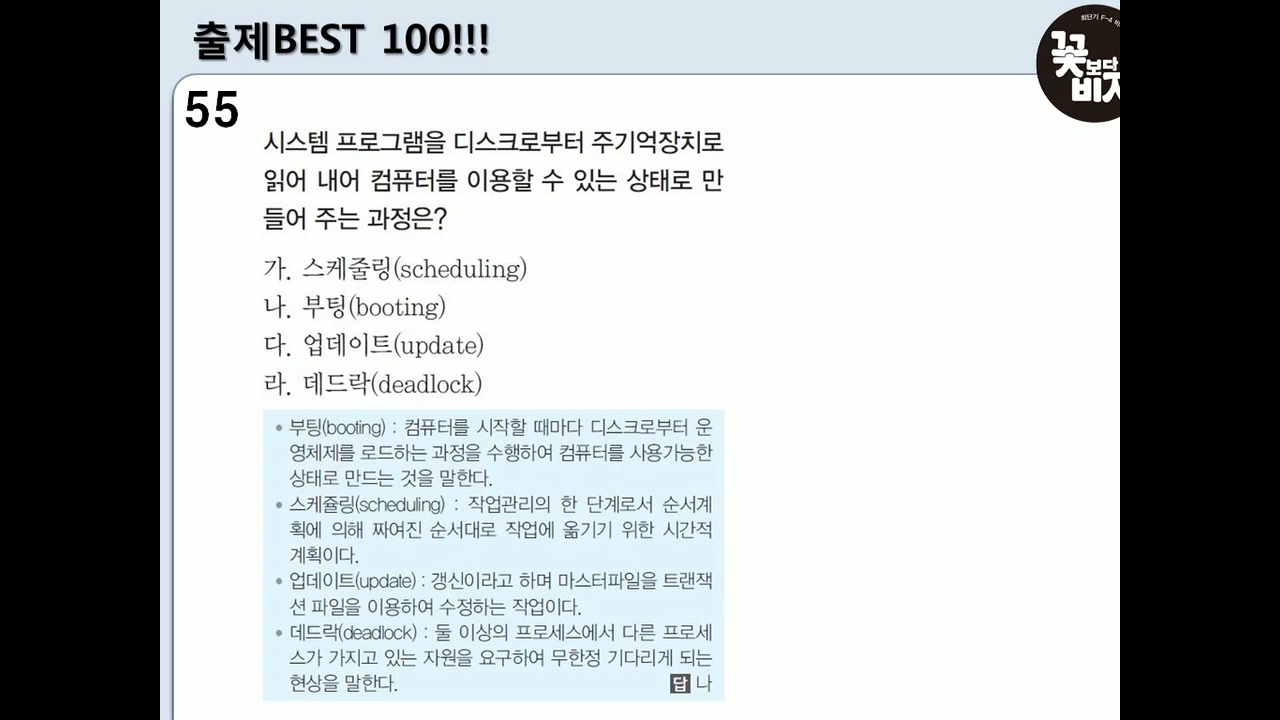 출제BEST 100!!!
최단기 F-4
꽃
보다
비자
55
시스템 프로그램을 디스크로부터 주기억장치로
읽어 내어 컴퓨터를 이용할 수 있는 상태로 만
들어 주는 과정은?
가. 스케줄링(scheduling)
나. 부팅(booting)
다. 업데이트(update)
라. 데드락(deadlock)
• 부팅(booting) : 컴퓨터를 시작할 때마다 디스크로부터 운
영체제를 로드하는 과정을 수행하여 컴퓨터를 사용가능한
상태로 만드는 것을 말한다.
• 스케쥴링(scheduling) : 작업관리의 한 단계로서 순서계
획에 의해 짜여진 순서대로 작업에 옮기기 위한 시간적
계획이다.
• 업데이트(update) : 갱신이라고 하며 마스터파일을 트랜잭
션 파일을 이용하여 수정하는 작업이다.
• 데드락(deadlock) : 둘 이상의 프로세스에서 다른 프로세
스가 가지고 있는 자원을 요구하여 무한정 기다리게 되는
현상을 말한다.
답 나